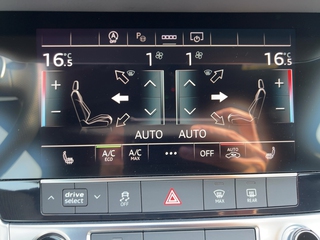 A
P
16.5 °C 1 1 16.5 °C
+ +
- -
AUTO AUTO
A/C ECO A/C MAX ... OFF AUTO
drive select OFF MAX REAR